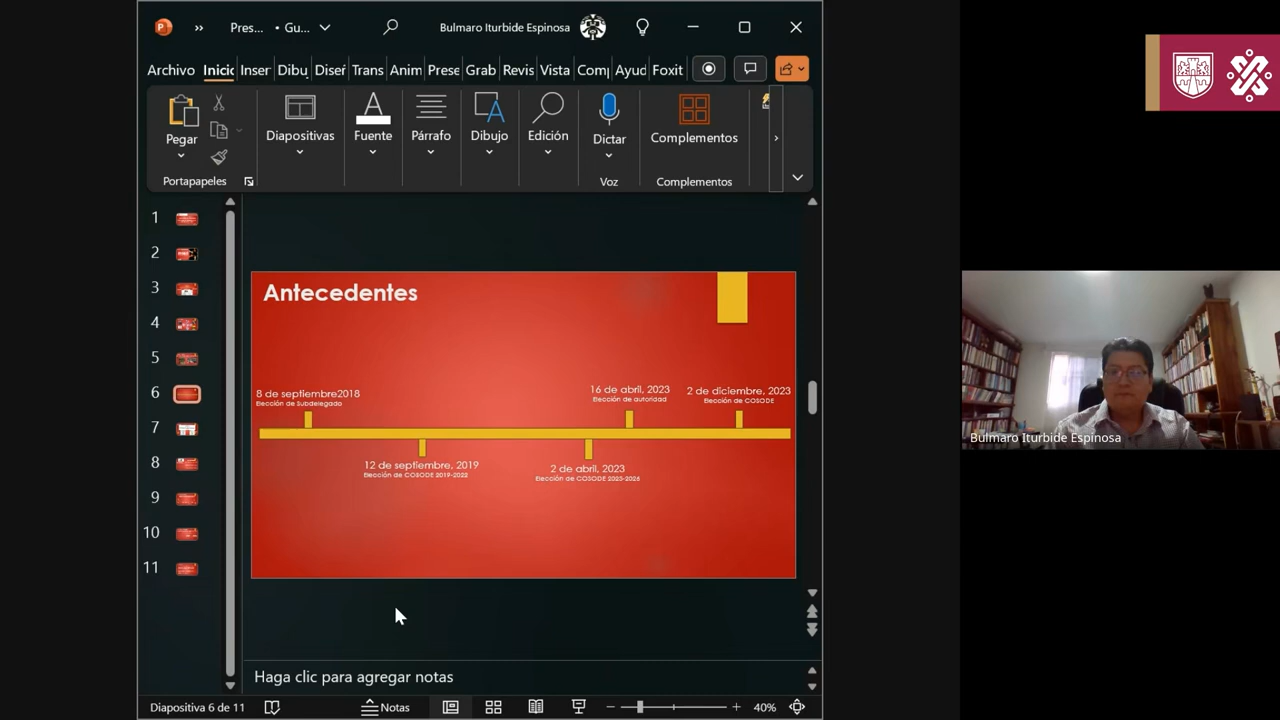 Pres... • Gu...
Bulmaro Iturbide Espinosa
Archivo
Inicio
Inser
Dibu
Diseñ
Trans
Anim
Prese
Grab
Revis
Vista
Comp
Ayud
Foxit
Pegar
Diapositivas
Fuente
Párrafo
Dibujo
Edición
Dictar
Complementos
Portapapeles
Voz
Complementos
1
2
3
4
5
6
7
8
9
10
11
Antecedentes
8 de septiembre2018
Elección de Subdelegado
16 de abril, 2023
Elección de autoridad
2 de diciembre, 2023
Elección de COSODE
12 de septiembre, 2019
Elección de COSODE 2019-2022
2 de abril, 2023
Elección de COSODE 2023-2026
Bulmaro Iturbide Espinosa
Haga clic para agregar notas
Diapositiva 6 de 11
Notas
40%